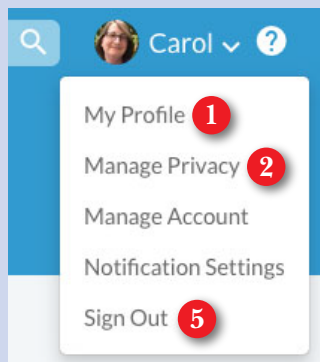 Carol ?
My Profile 1
Manage Privacy 2
Manage Account
Notification Settings
Sign Out 5